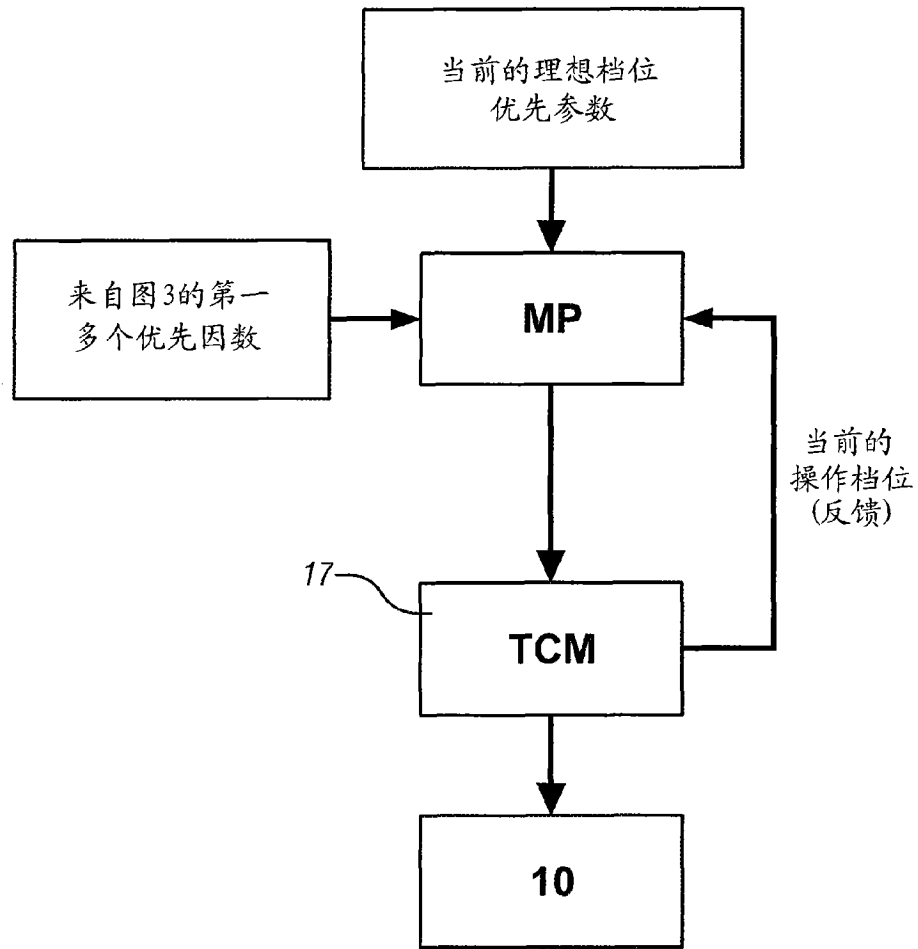 当前的理想档位
优先参数
来自图3的第一
多个优先因数
MP
当前的
操作档位
(反馈)
17
TCM
10